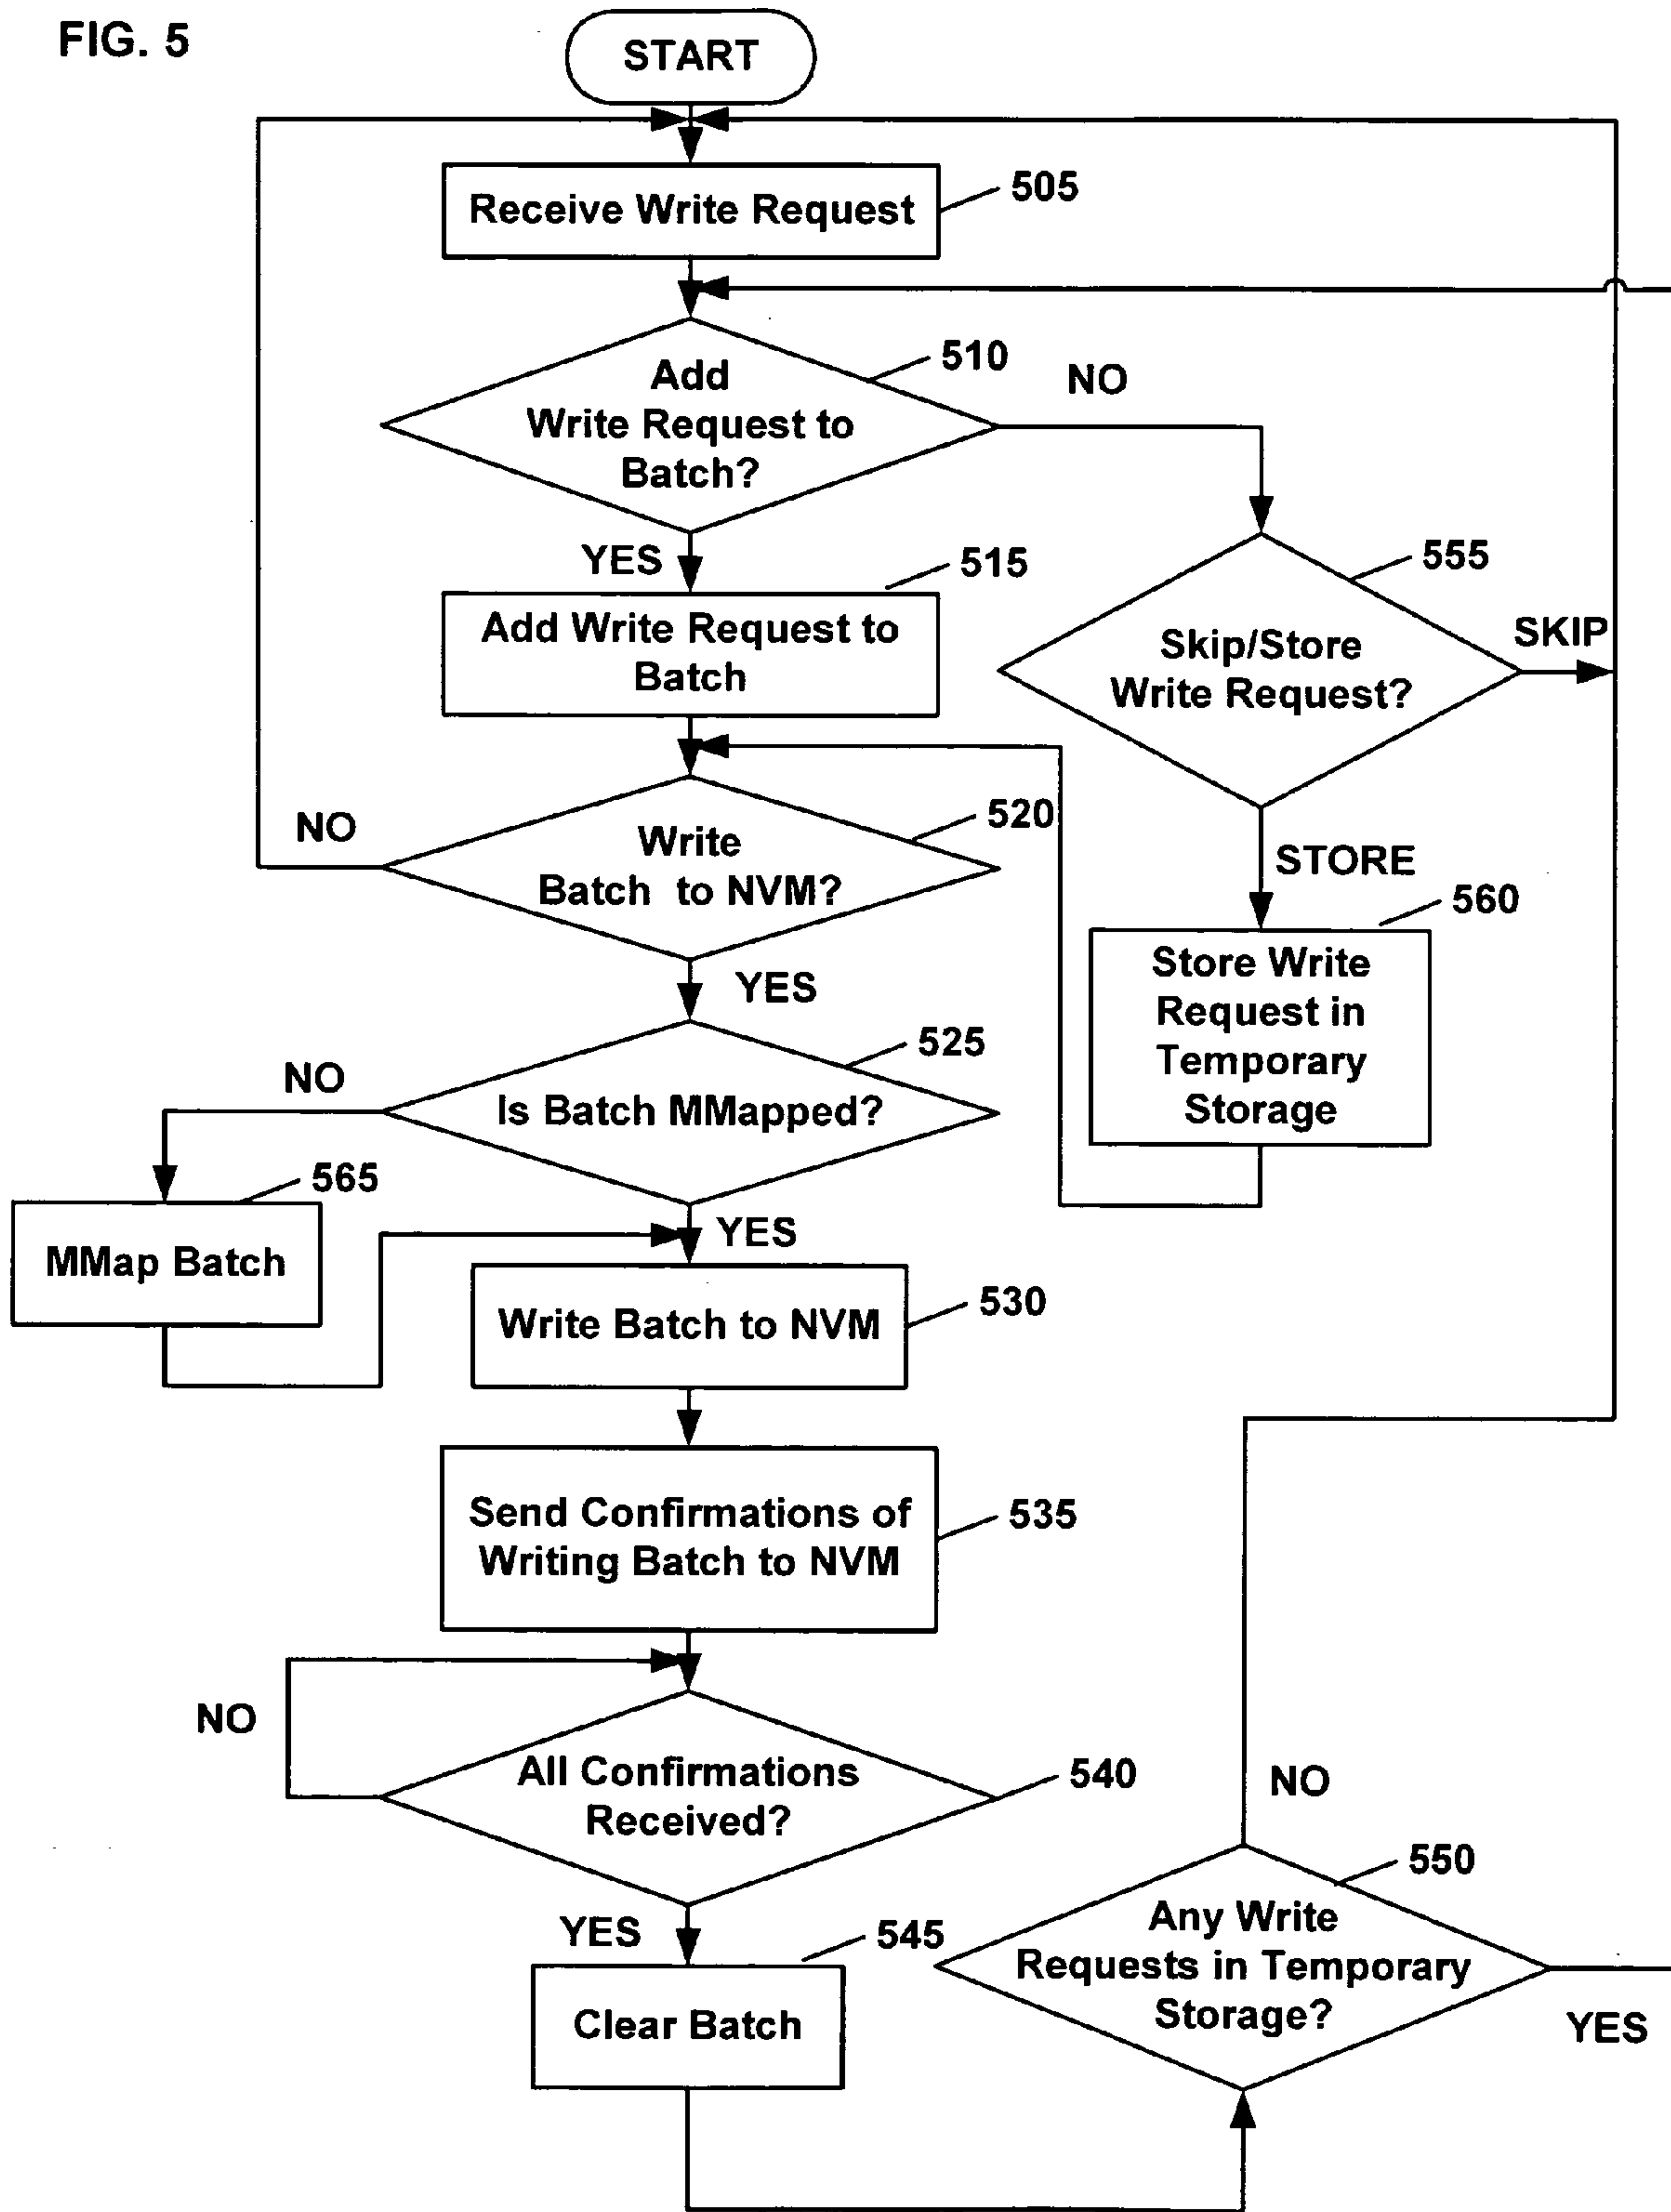 FIG. 5
START
505
Receive Write Request
510
NO
Add
Write Request to
Batch?
YES
515
555
Add Write Request to
Batch
SKIP
Skip/Store
Write Request?
520
NO
Write
Batch to NVM?
STORE
560
YES
Store Write
Request in
Temporary
Storage
525
NO
Is Batch MMapped?
565
YES
MMap Batch
530
Write Batch to NVM
535
Send Confirmations of
Writing Batch to NVM
NO
540
All Confirmations
Received?
NO
550
YES
545
Any Write
Requests in Temporary
Storage?
Clear Batch
YES